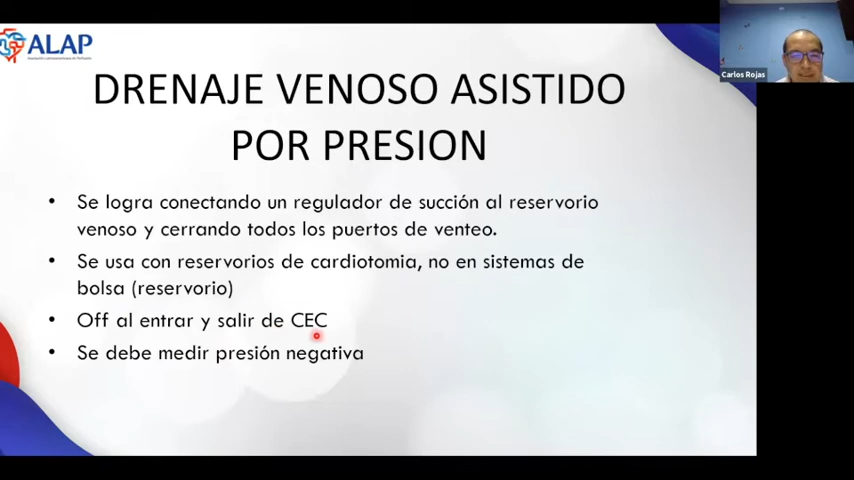 ALAP
DRENAJE VENOSO ASISTIDO
POR PRESION
• Se logra conectando un regulador de succión al reservorio
venoso y cerrando todos los puertos de venteo.
• Se usa con reservorios de cardiotomia, no en sistemas de
bolsa (reservorio)
• Off al entrar y salir de CEC
• Se debe medir presión negativa
Carlos Rojas